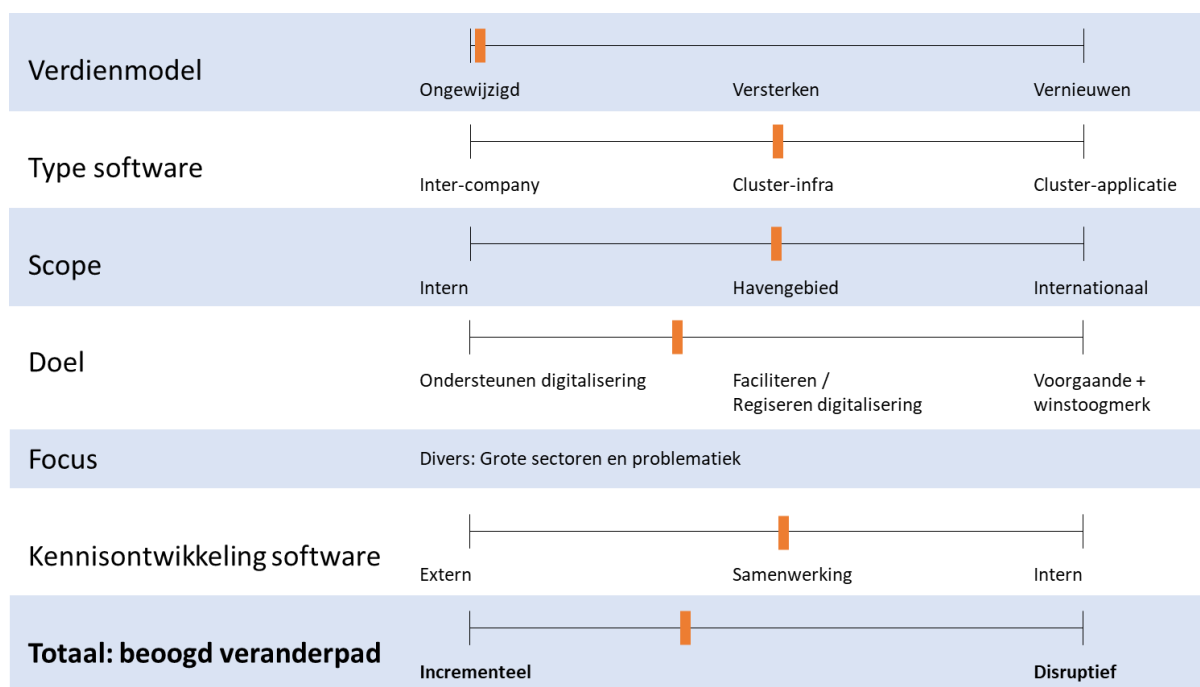 Verdienmodel
Ongewijzigd Versterken Vernieuwen
Type software
Inter-company Cluster-infra Cluster-applicatie
Scope
Intern Havengebied Internationaal
Doel
Ondersteunen digitalisering Faciliteren / Voorgaande +
Regiseren digitalisering winstoogmerk
Focus Divers: Grote sectoren en problematiek
Kennisontwikkeling software
Extern Samenwerking Intern
Totaal: beoogd veranderpad
Incrementeel Disruptief